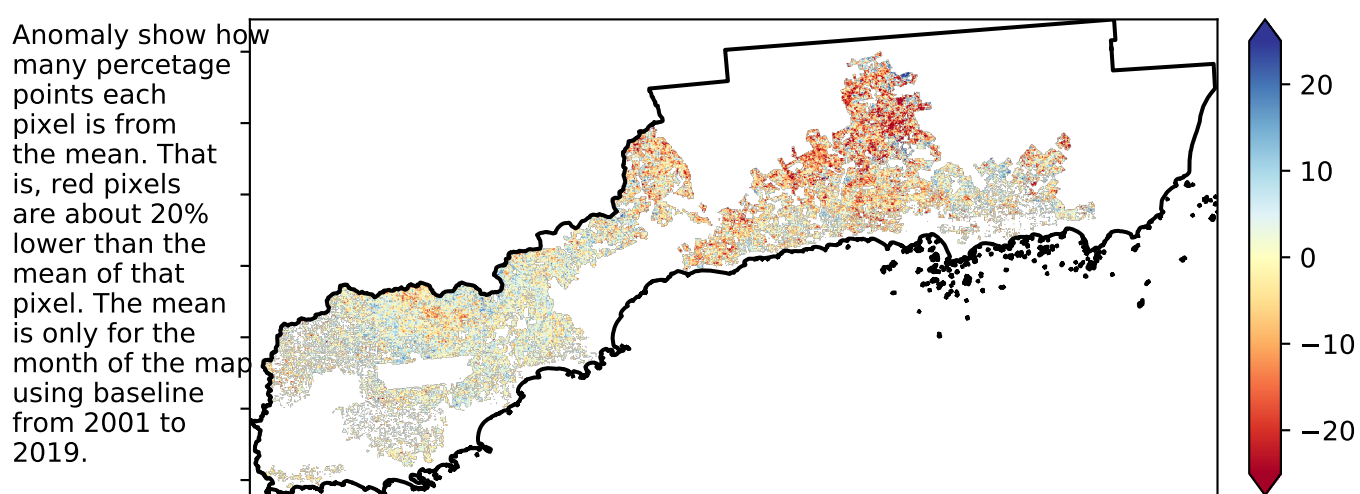 Anomaly show how
many percetage
points each
pixel is from
the mean. That
is, red pixels
are about 20%
lower than the
mean of that
pixel. The mean
is only for the
month of the map
using baseline
from 2001 to
2019.
20
10
0
−10
−20